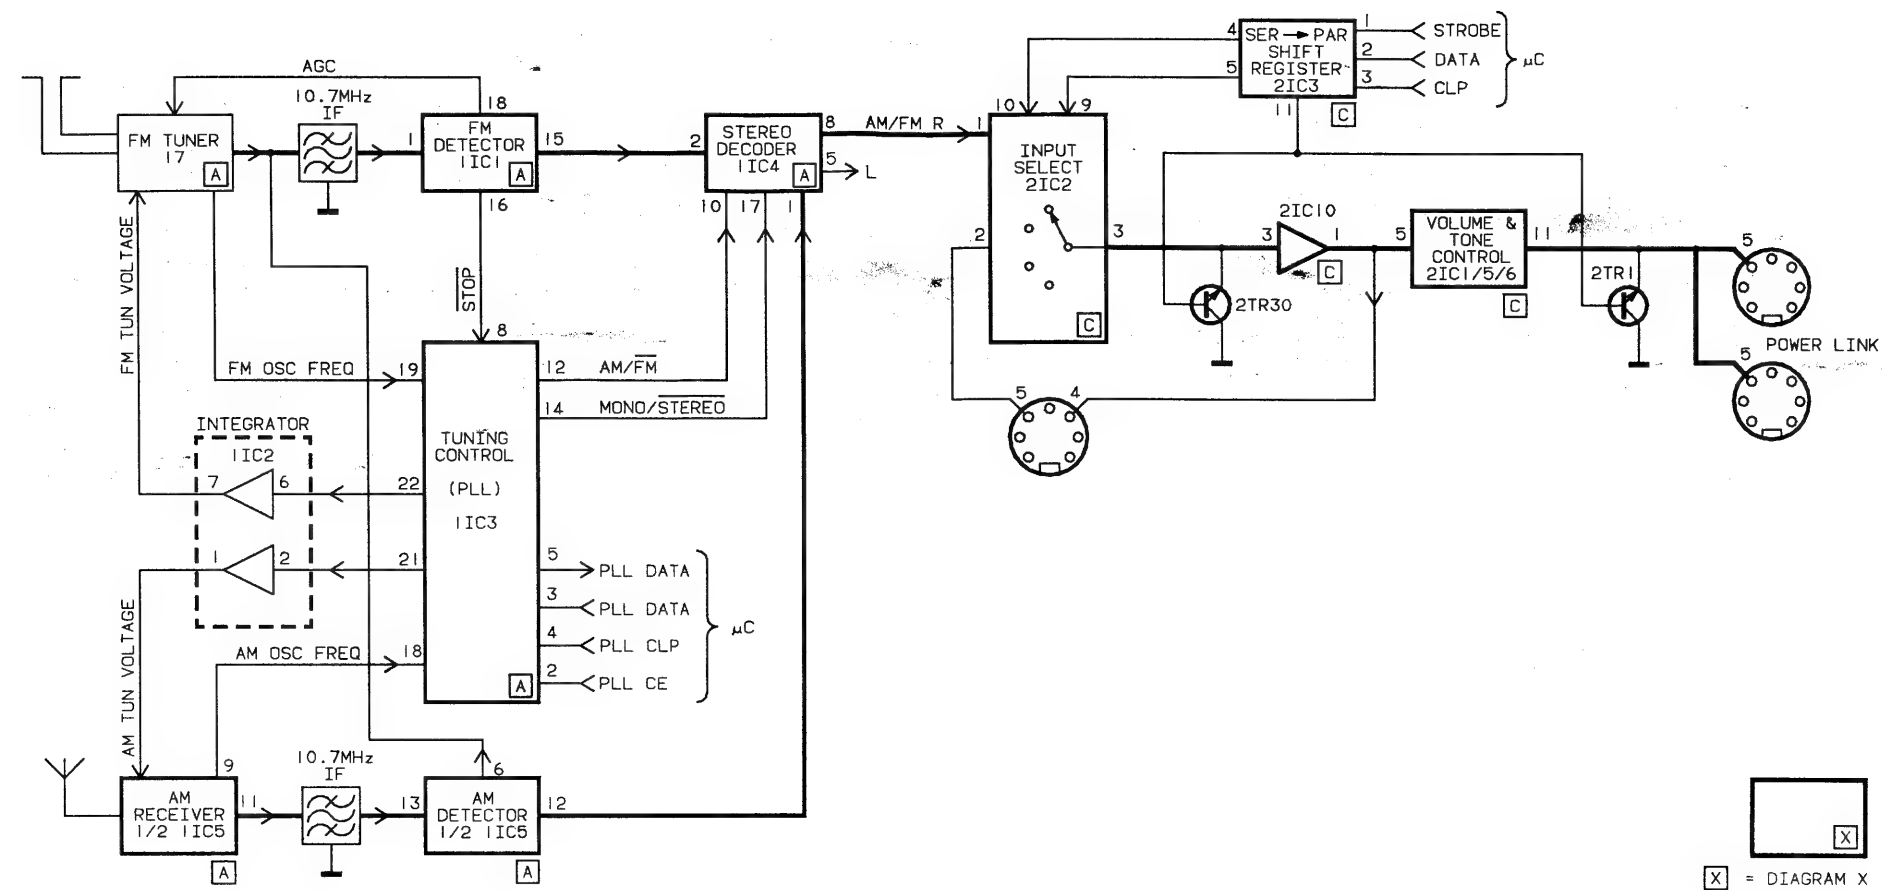 AGC
10.7MHz
IF
FM TUNER
17
A
18
1
FM
DETECTOR
1IC1
A
15
16
2
STEREO
DECODER
1IC4
A
8
5
L
10
17
1
AM/FM R
1
10
9
INPUT
SELECT
2IC2
2
3
C
4
5
SER → PAR
SHIFT
REGISTER
2IC3
11
C
1
STROBE
2
DATA
3
CLP
μC
2IC10
3
1
C
2TR30
5
VOLUME &
TONE
CONTROL
2IC1/5/6
11
C
2TR1
5
POWER LINK
5
5
4
FM TUN VOLTAGE
STOP
8
FM OSC FREQ
19
12
AM/FM
14
MONO/STEREO
INTEGRATOR
1IC2
7
6
22
1
2
21
TUNING
CONTROL
(PLL)
1IC3
A
5
PLL DATA
3
PLL DATA
4
PLL CLP
2
PLL CE
μC
AM OSC FREQ
18
AM TUN VOLTAGE
9
AM
RECEIVER
1/2 1IC5
A
11
10.7MHz
IF
13
6
AM
DETECTOR
1/2 1IC5
A
12
X
X = DIAGRAM X